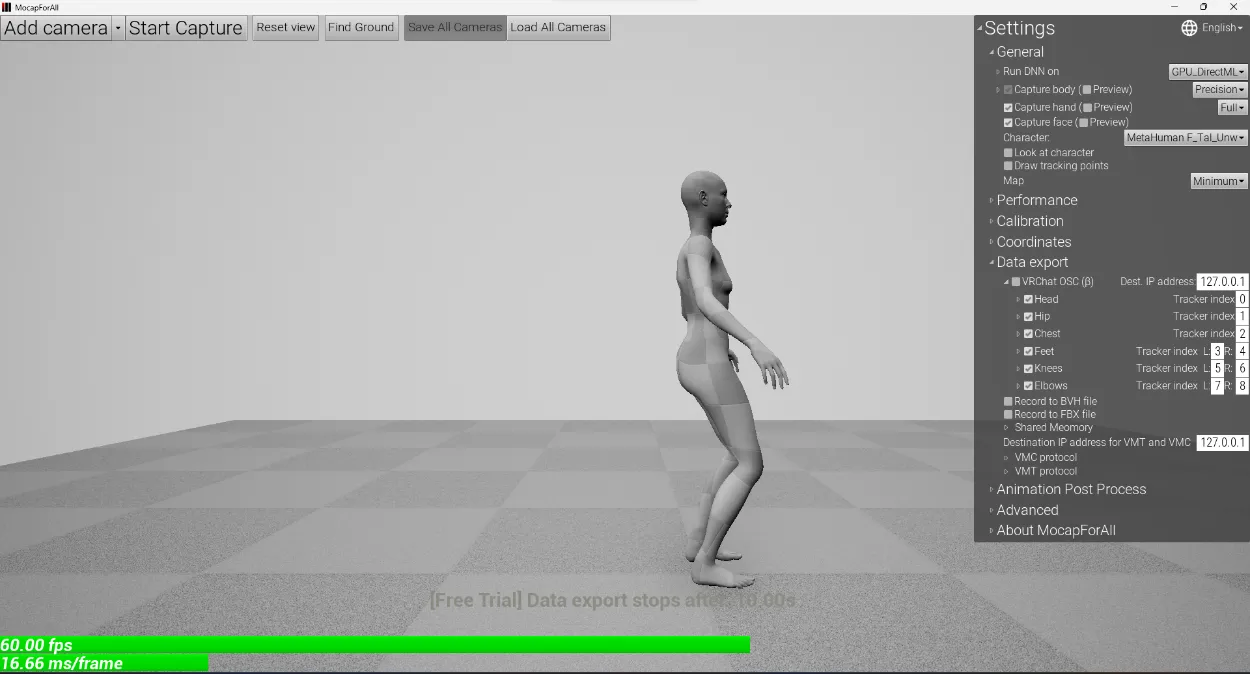 MocapForAll
Add camera Start Capture Reset view Find Ground Save All Cameras Load All Cameras
Settings English
General
Run DNN on GPU_DirectML
Capture body ( Preview) Precision
Capture hand ( Preview) Full
Capture face ( Preview)
Character: MetaHuman F_Tal_Unw
Look at character
Draw tracking points
Map Minimum
Performance
Calibration
Coordinates
Data export
VRChat OSC (β) Dest. IP address: 127.0.0.1
Head Tracker index 0
Hip Tracker index 1
Chest Tracker index 2
Feet Tracker index L: 3 R: 4
Knees Tracker index L: 5 R: 6
Elbows Tracker index L: 7 R: 8
Record to BVH file
Record to FBX file
Shared Meomory
Destination IP address for VMT and VMC 127.0.0.1
VMC protocol
VMT protocol
Animation Post Process
Advanced
About MocapForAll
[Free Trial] Data export stops after: 10.00s
60.00 fps
16.66 ms/frame